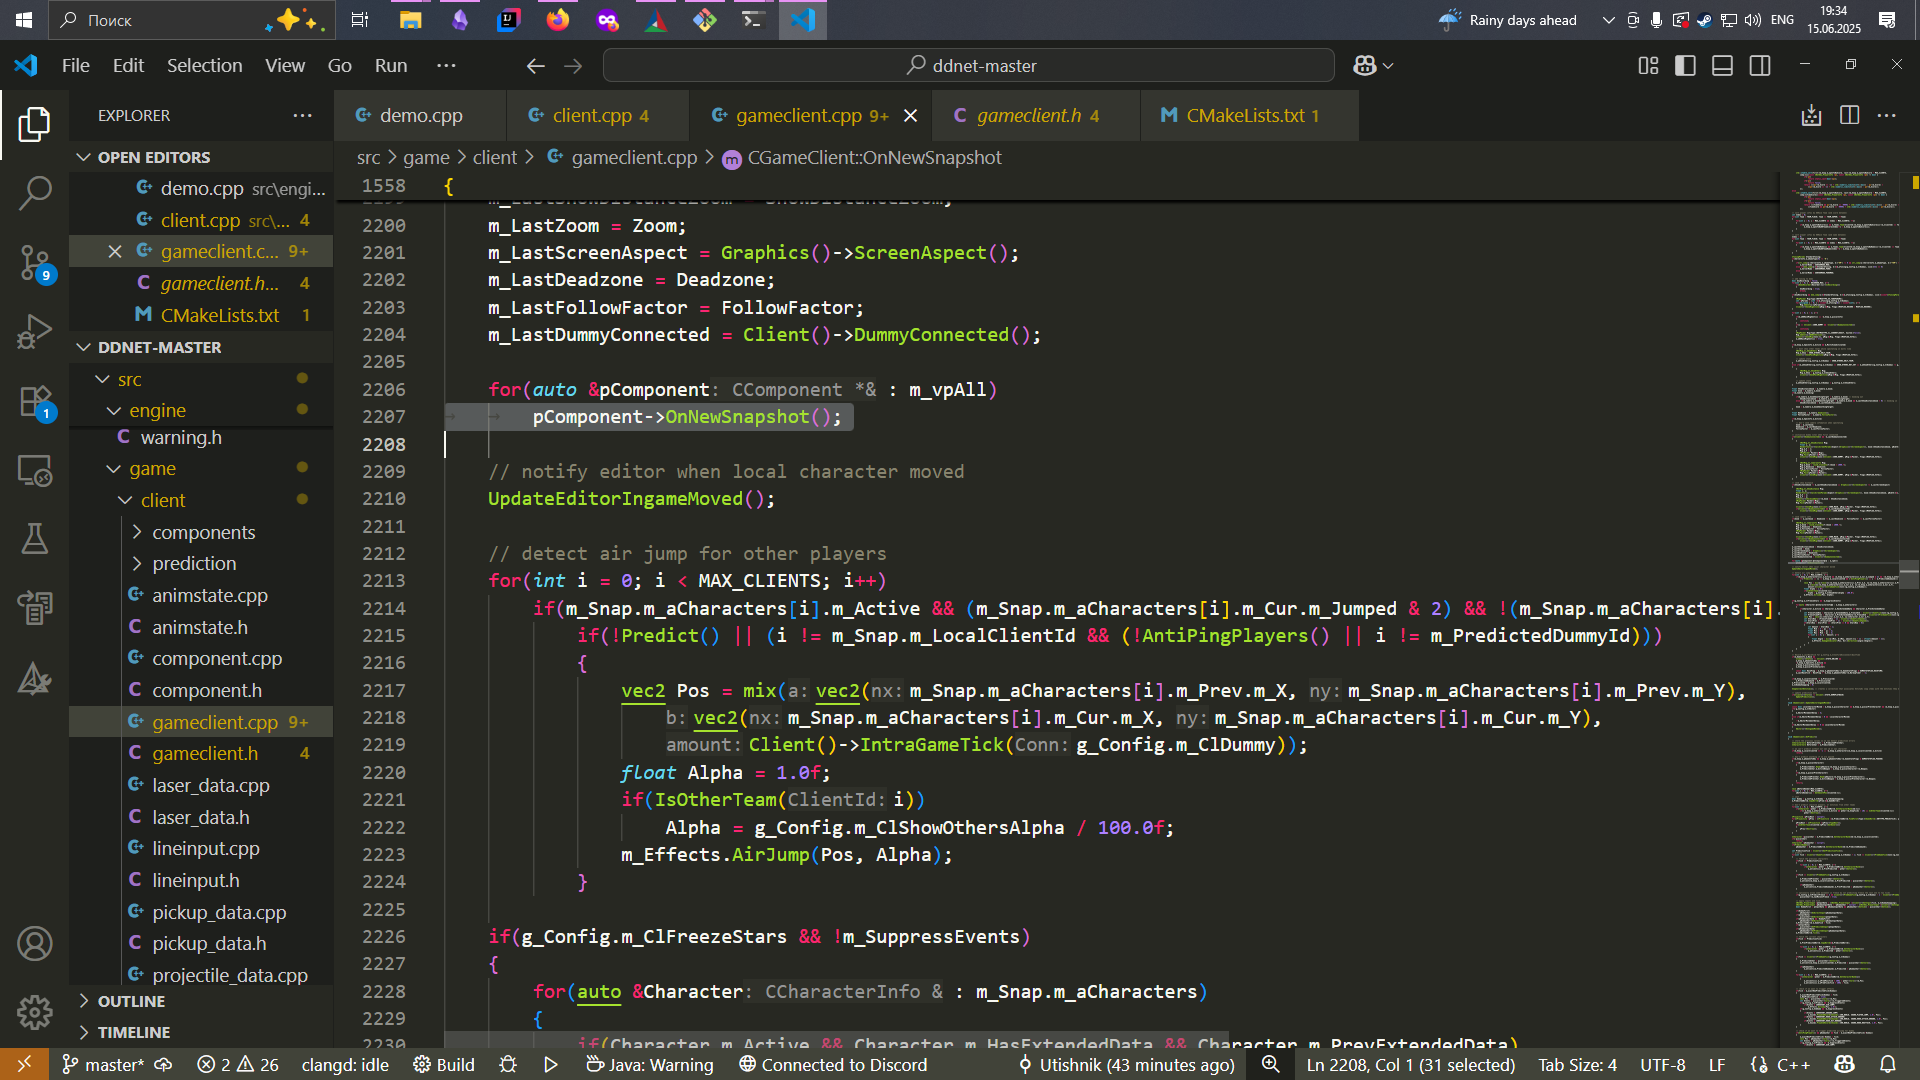 Поиск
Rainy days ahead
ENG
19:34
15.06.2025
File Edit Selection View Go Run ···
ddnet-master
EXPLORER
demo.cpp
client.cpp 4
gameclient.cpp 9+
gameclient.h 4
CMakeLists.txt 1
src > game > client > gameclient.cpp > CGameClient::OnNewSnapshot
OPEN EDITORS
demo.cpp src\engi...
client.cpp src\... 4
gameclient.c... 9+
gameclient.h... 4
CMakeLists.txt 1
DDNET-MASTER
src
engine
warning.h
game
client
components
prediction
animstate.cpp
animstate.h
component.cpp
component.h
gameclient.cpp 9+
gameclient.h 4
laser_data.cpp
laser_data.h
lineinput.cpp
lineinput.h
pickup_data.cpp
pickup_data.h
projectile_data.cpp
OUTLINE
TIMELINE
9
1
1558 {
2200 m_LastZoom = Zoom;
2201 m_LastScreenAspect = Graphics()->ScreenAspect();
2202 m_LastDeadzone = Deadzone;
2203 m_LastFollowFactor = FollowFactor;
2204 m_LastDummyConnected = Client()->DummyConnected();
2205
2206 for(auto &pComponent: CComponent *& : m_vpAll)
2207 pComponent->OnNewSnapshot();
2208
2209 // notify editor when local character moved
2210 UpdateEditorIngameMoved();
2211
2212 // detect air jump for other players
2213 for(int i = 0; i < MAX_CLIENTS; i++)
2214 if(m_Snap.m_aCharacters[i].m_Active && (m_Snap.m_aCharacters[i].m_Cur.m_Jumped & 2) && !(m_Snap.m_aCharacters[i].
2215 if(!Predict() || (i != m_Snap.m_LocalClientId && (!AntiPingPlayers() || i != m_PredictedDummyId)))
2216 {
2217 vec2 Pos = mix(a: vec2(nx: m_Snap.m_aCharacters[i].m_Prev.m_X, ny: m_Snap.m_aCharacters[i].m_Prev.m_Y),
2218 b: vec2(nx: m_Snap.m_aCharacters[i].m_Cur.m_X, ny: m_Snap.m_aCharacters[i].m_Cur.m_Y),
2219 amount: Client()->IntraGameTick(Conn: g_Config.m_ClDummy));
2220 float Alpha = 1.0f;
2221 if(IsOtherTeam(ClientId: i))
2222 Alpha = g_Config.m_ClShowOthersAlpha / 100.0f;
2223 m_Effects.AirJump(Pos, Alpha);
2224 }
2225
2226 if(g_Config.m_ClFreezeStars && !m_SuppressEvents)
2227 {
2228 for(auto &Character: CCharacterInfo & : m_Snap.m_aCharacters)
2229 {
2230 if(Character.m_Active && Character.m_HasExtendedData && Character.m_PrevExtendedData)
master* 2 26 clangd: idle Build Java: Warning Connected to Discord Utishnik (43 minutes ago) Ln 2208, Col 1 (31 selected) Tab Size: 4 UTF-8 LF {} C++